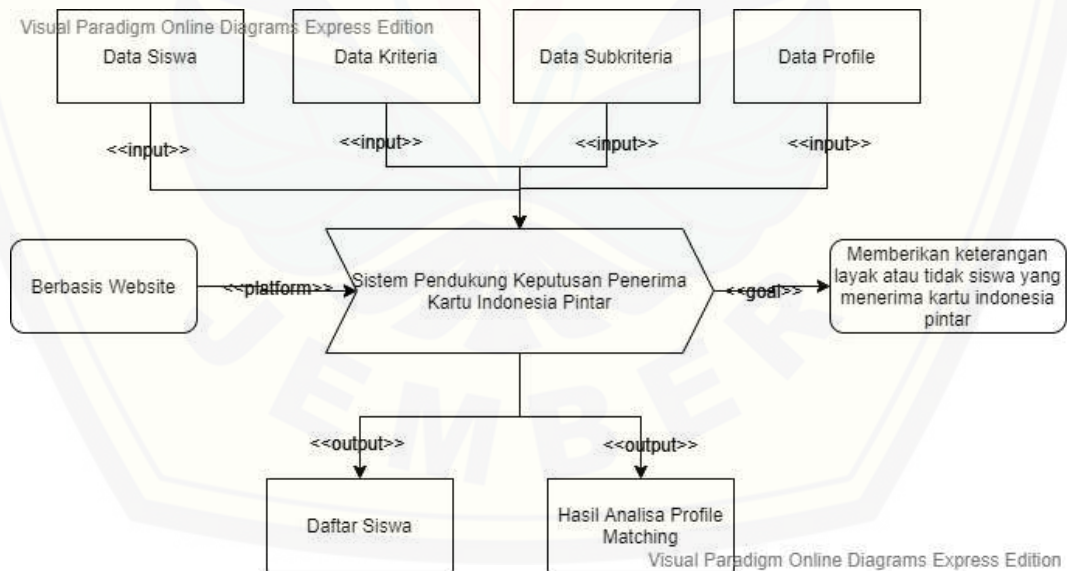 Visual Paradigm Online Diagrams Express Edition
Data Siswa
Data Kriteria
Data Subkriteria
Data Profile
<<input>>
<<input>>
<<input>>
<<input>>
Berbasis Website
<<platform>>
Sistem Pendukung Keputusan Penerima
Kartu Indonesia Pintar
<<goal>>
Memberikan keterangan
layak atau tidak siswa yang
menerima kartu indonesia
pintar
JEMBER
<<output>>
<<output>>
Daftar Siswa
Hasil Analisa Profile
Matching
Visual Paradigm Online Diagrams Express Edition